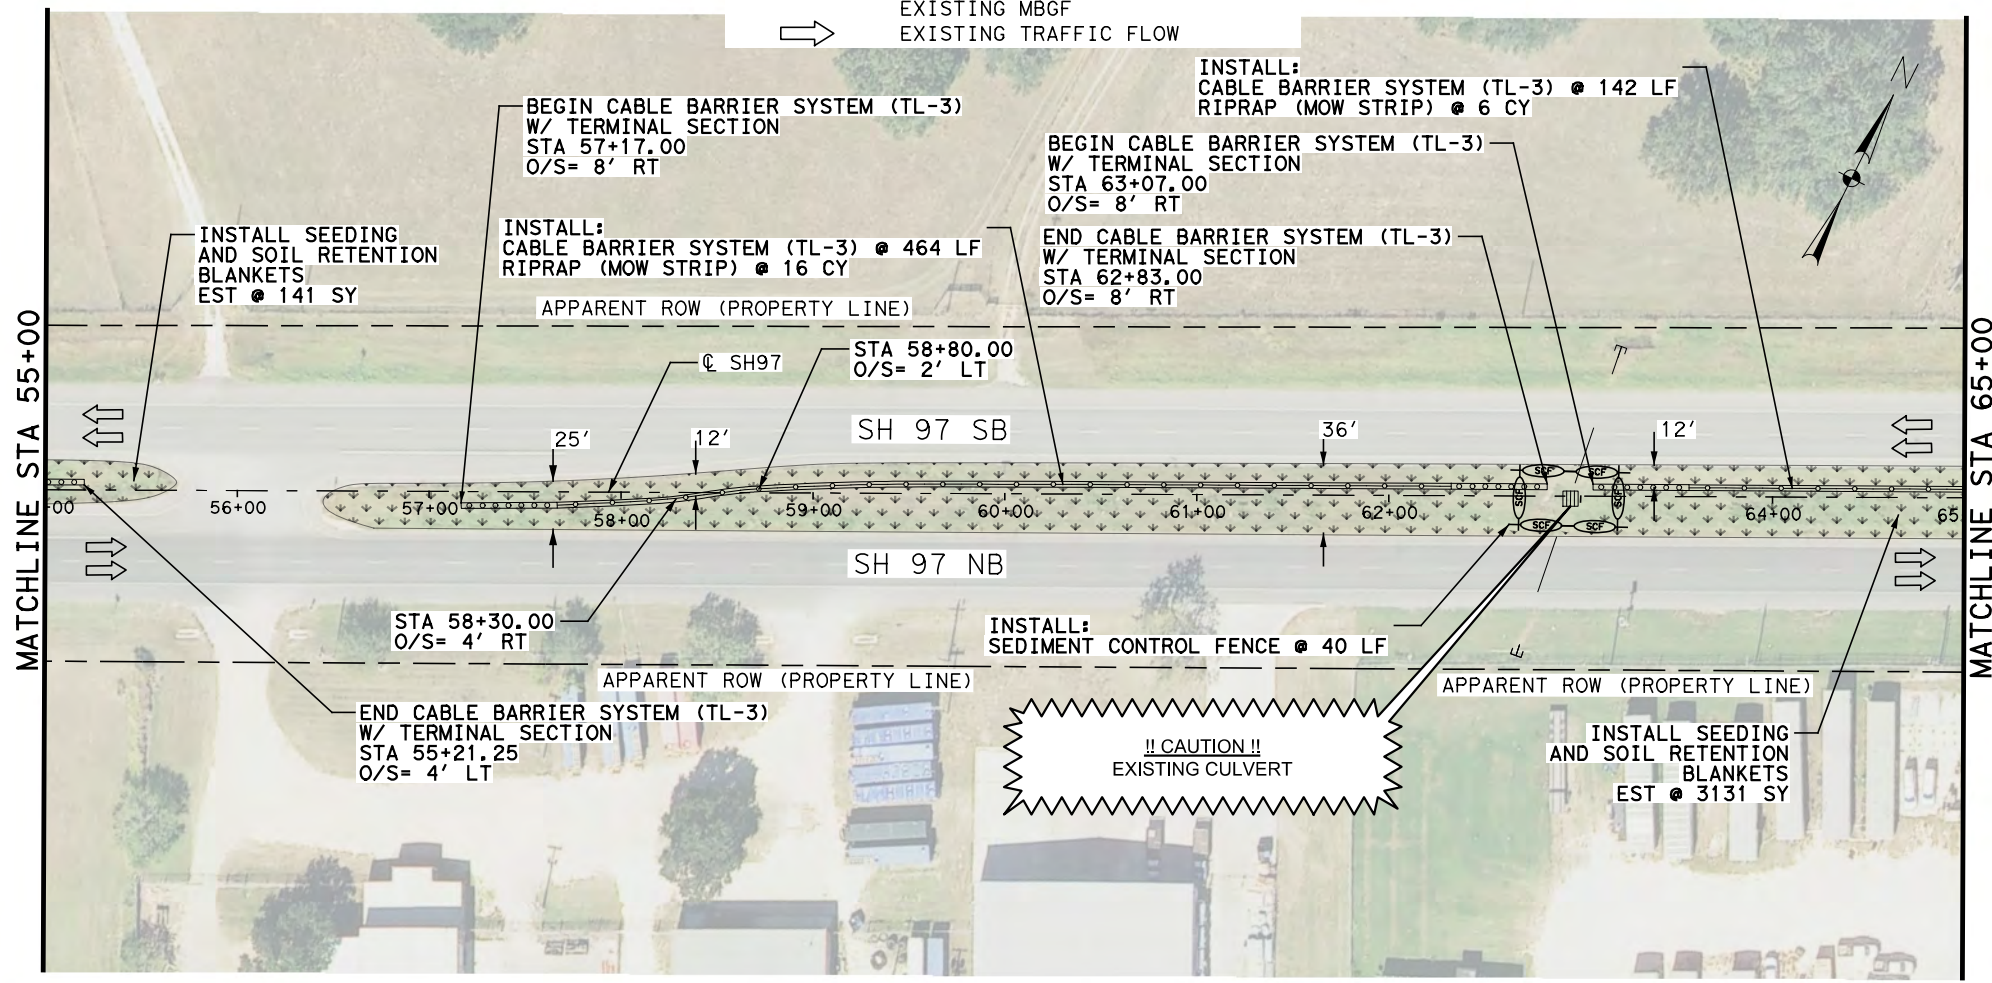 EXISTING MBGF
EXISTING TRAFFIC FLOW
INSTALL:
CABLE BARRIER SYSTEM (TL-3) @ 142 LF
RIPRAP (MOW STRIP) @ 6 CY
N
BEGIN CABLE BARRIER SYSTEM (TL-3)
W/ TERMINAL SECTION
STA 57+17.00
O/S= 8' RT
BEGIN CABLE BARRIER SYSTEM (TL-3)
W/ TERMINAL SECTION
STA 63+07.00
O/S= 8' RT
INSTALL SEEDING
AND SOIL RETENTION
BLANKETS
EST @ 141 SY
INSTALL:
CABLE BARRIER SYSTEM (TL-3) @ 464 LF
RIPRAP (MOW STRIP) @ 16 CY
END CABLE BARRIER SYSTEM (TL-3)
W/ TERMINAL SECTION
STA 62+83.00
O/S= 8' RT
APPARENT ROW (PROPERTY LINE)
MATCHLINE STA 55+00
MATCHLINE STA 65+00
℄ SH97
STA 58+80.00
O/S= 2' LT
T
SH 97 SB
25'
12'
36'
12'
SCF
SCF
SCF
SCF
SCF
SCF
00
56+00
57+00
58+00
59+00
60+00
61+00
62+00
64+00
65
SH 97 NB
STA 58+30.00
O/S= 4' RT
INSTALL:
SEDIMENT CONTROL FENCE @ 40 LF
E
APPARENT ROW (PROPERTY LINE)
APPARENT ROW (PROPERTY LINE)
END CABLE BARRIER SYSTEM (TL-3)
W/ TERMINAL SECTION
STA 55+21.25
O/S= 4' LT
!! CAUTION !!
EXISTING CULVERT
INSTALL SEEDING
AND SOIL RETENTION
BLANKETS
EST @ 3131 SY